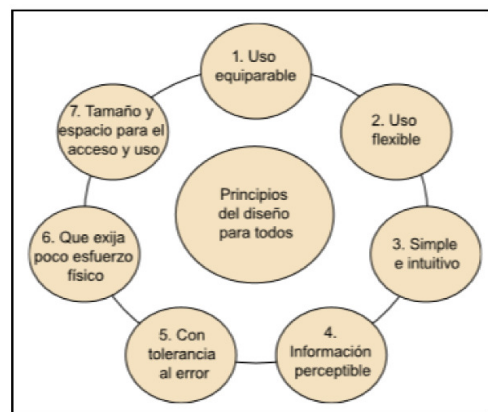 1. Uso
equiparable
2. Uso
flexible
3. Simple
e intuitivo
4.
Información
perceptible
5. Con
tolerancia
al error
6. Que exija
poco esfuerzo
físico
7. Tamaño y
espacio para el
acceso y uso
Principios
del diseño
para todos